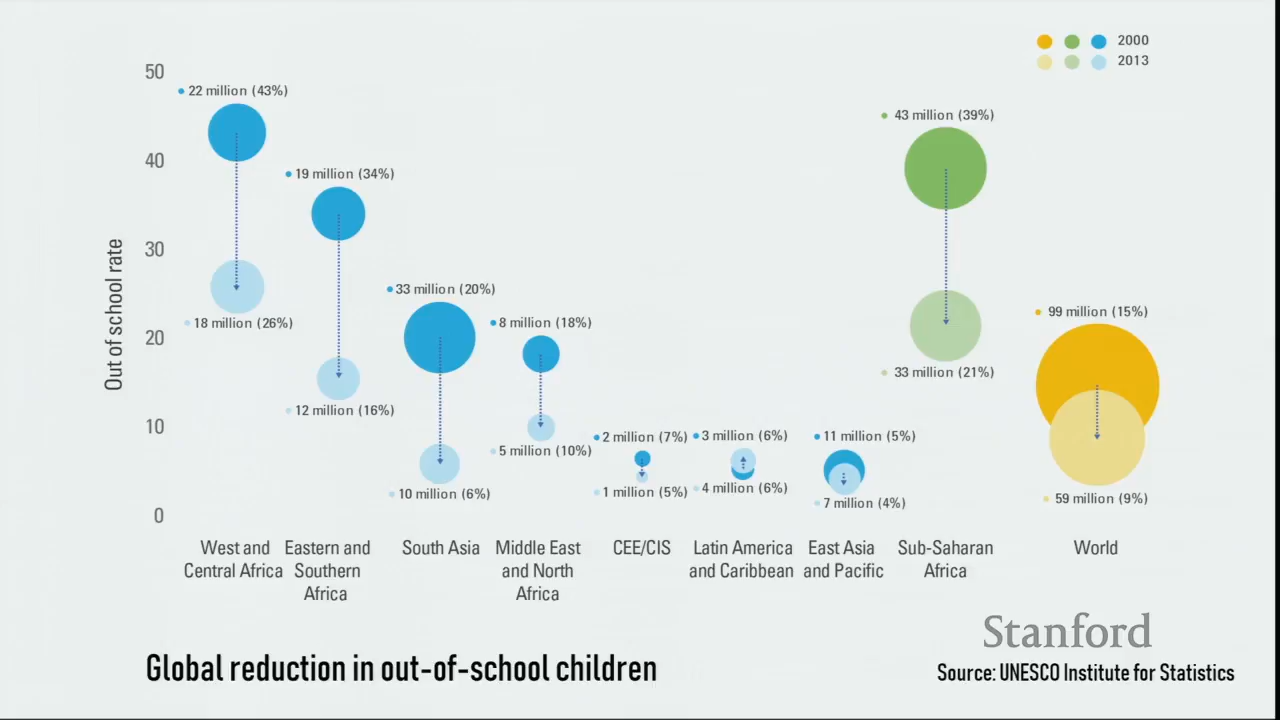 2000
2013
50
40
30
20
10
0
Out of school rate
22 million (43%)
18 million (26%)
19 million (34%)
12 million (16%)
33 million (20%)
10 million (6%)
8 million (18%)
5 million (10%)
2 million (7%)
1 million (5%)
3 million (6%)
4 million (6%)
11 million (5%)
7 million (4%)
43 million (39%)
33 million (21%)
99 million (15%)
59 million (9%)
West and
Central Africa
Eastern and
Southern
Africa
South Asia
Middle East
and North
Africa
CEE/CIS
Latin America
and Caribbean
East Asia
and Pacific
Sub-Saharan
Africa
World
Stanford
Global reduction in out-of-school children
Source: UNESCO Institute for Statistics